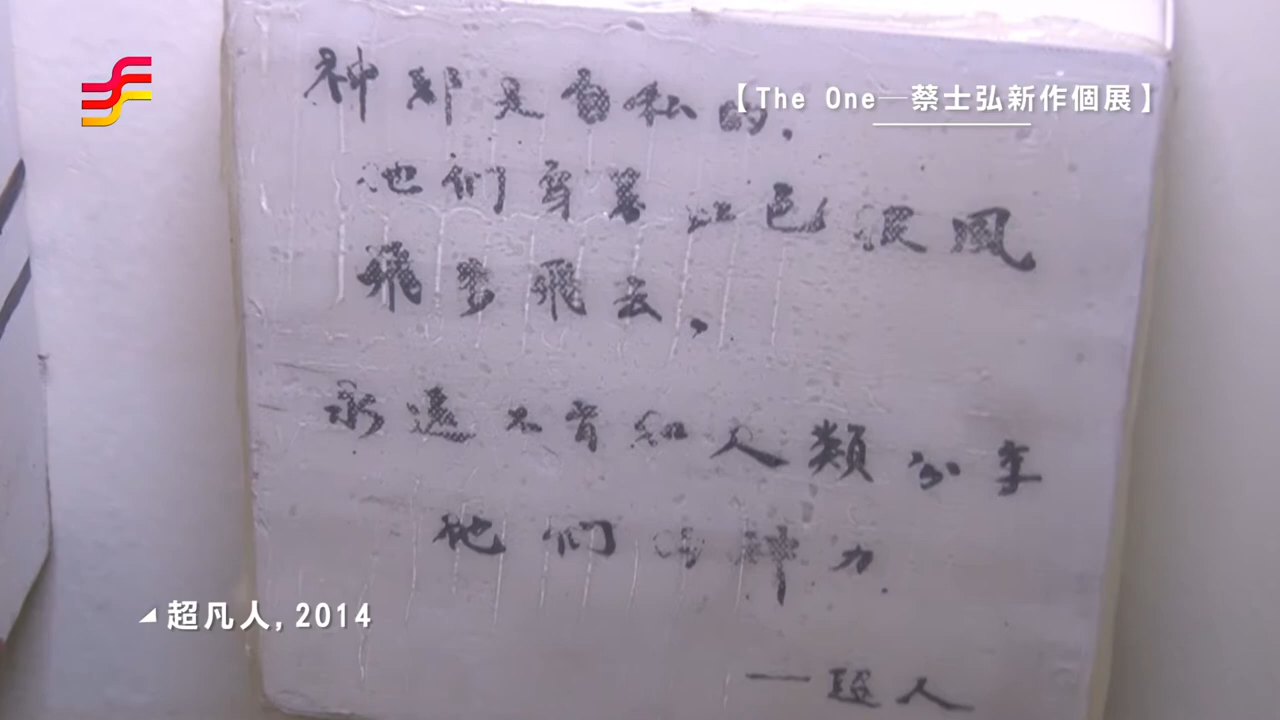 【The One—蔡士弘新作個展】
神都是自私的,
他們穿著紅色披風
飛來飛去,
永遠不肯和人類分享
他們的神力.
—超人
超凡人, 2014